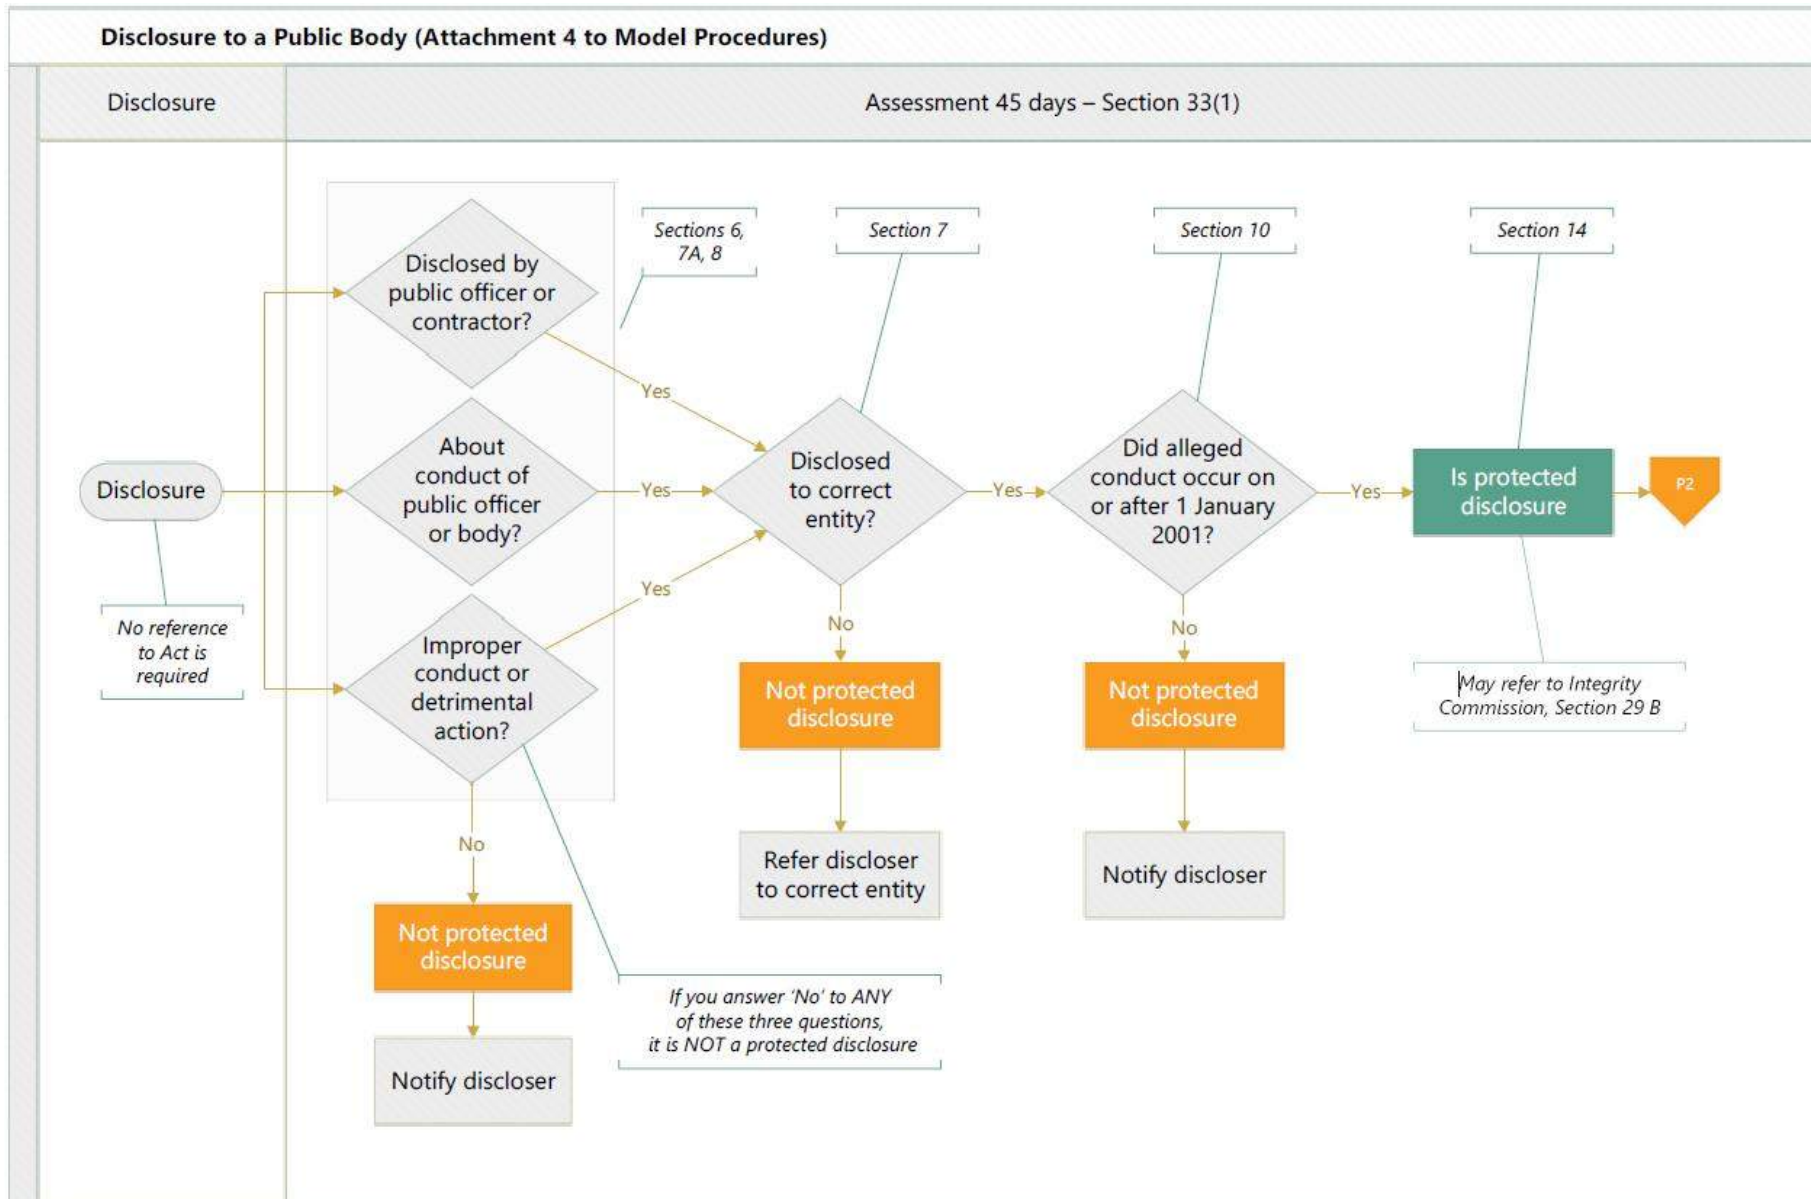 Disclosure to a Public Body (Attachment 4 to Model Procedures)
Disclosure
Assessment 45 days – Section 33(1)
Disclosure
No reference
to Act is
required
Disclosed by
public officer or
contractor?
Sections 6,
7A, 8
Yes
About
conduct of
public officer
or body?
Yes
Improper
conduct or
detrimental
action?
Yes
No
Not protected
disclosure
Notify discloser
If you answer ‘No’ to ANY
of these three questions,
it is NOT a protected disclosure
Section 7
Disclosed
to correct
entity?
Yes
No
Not protected
disclosure
Refer discloser
to correct entity
Section 10
Did alleged
conduct occur on
or after 1 January
2001?
Yes
No
Not protected
disclosure
Notify discloser
Section 14
Is protected
disclosure
P2
May refer to Integrity
Commission, Section 29 B